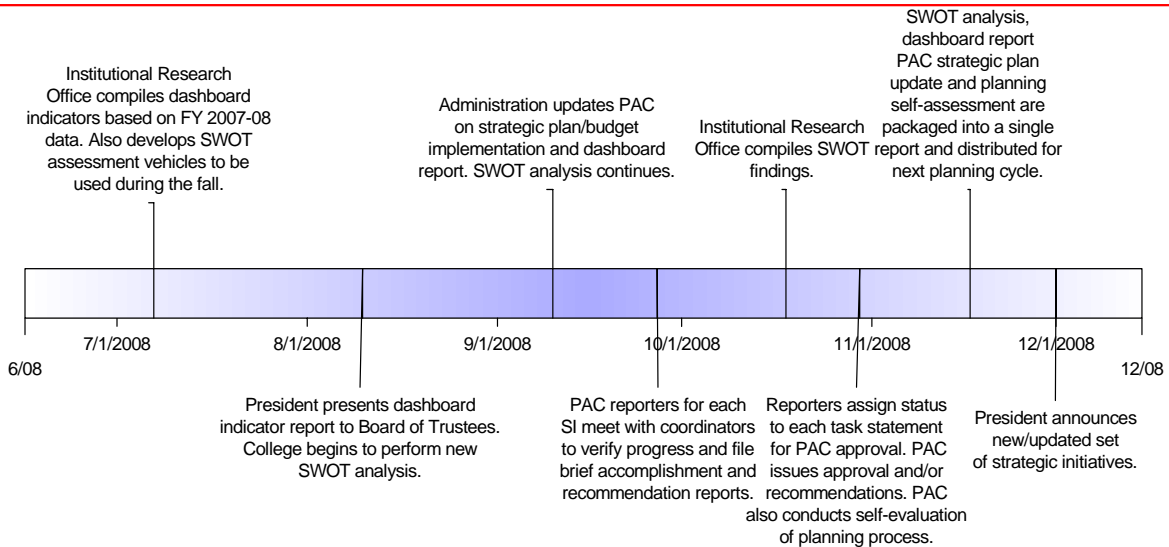 Institutional Research
Office compiles dashboard
indicators based on FY 2007-08
data. Also develops SWOT
assessment vehicles to be
used during the fall.
Administration updates PAC
on strategic plan/budget
implementation and dashboard
report. SWOT analysis continues.
Institutional Research
Office compiles SWOT
findings.
SWOT analysis,
dashboard report
PAC strategic plan
update and planning
self-assessment are
packaged into a single
report and distributed for
next planning cycle.
7/1/2008
8/1/2008
9/1/2008
10/1/2008
11/1/2008
12/1/2008
6/08
12/08
President presents dashboard
indicator report to Board of Trustees.
College begins to perform new
SWOT analysis.
PAC reporters for each
SI meet with coordinators
to verify progress and file
brief accomplishment and
recommendation reports.
Reporters assign status
to each task statement
for PAC approval. PAC
issues approval and/or
recommendations. PAC
also conducts self-evaluation
of planning process.
President announces
new/updated set
of strategic initiatives.